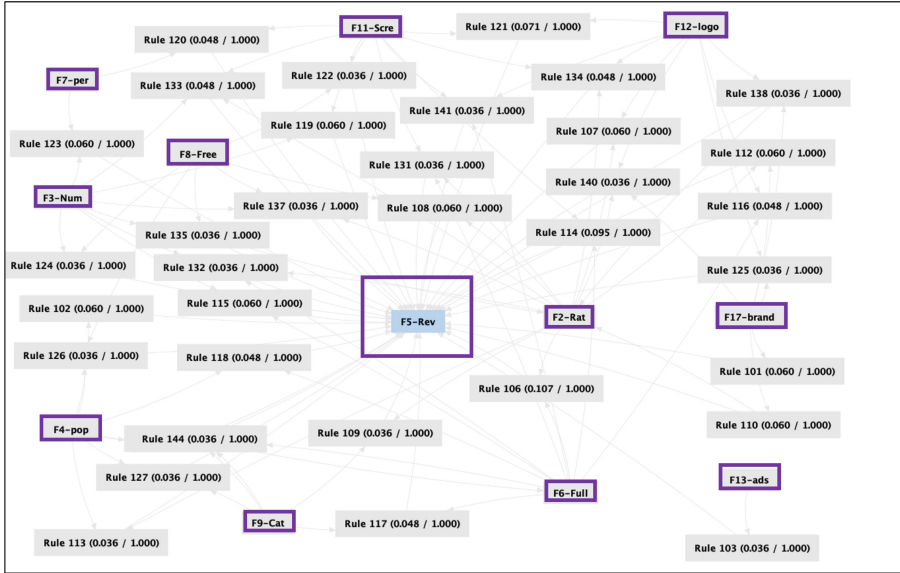 F11-Scre
F12-logo
Rule 120 (0.048 / 1.000)
Rule 121 (0.071 / 1.000)
F7-per
Rule 133 (0.048 / 1.000)
Rule 122 (0.036 / 1.000)
Rule 134 (0.048 / 1.000)
Rule 138 (0.036 / 1.000)
Rule 141 (0.036 / 1.000)
Rule 119 (0.060 / 1.000)
Rule 107 (0.060 / 1.000)
Rule 123 (0.060 / 1.000)
F8-Free
Rule 131 (0.036 / 1.000)
Rule 112 (0.060 / 1.000)
Rule 140 (0.036 / 1.000)
F3-Num
Rule 137 (0.036 / 1.000)
Rule 108 (0.060 / 1.000)
Rule 116 (0.048 / 1.000)
Rule 135 (0.036 / 1.000)
Rule 114 (0.095 / 1.000)
Rule 124 (0.036 / 1.000)
Rule 132 (0.036 / 1.000)
Rule 125 (0.036 / 1.000)
Rule 102 (0.060 / 1.000)
Rule 115 (0.060 / 1.000)
F5-Rev
F2-Rat
F17-brand
Rule 126 (0.036 / 1.000)
Rule 118 (0.048 / 1.000)
Rule 101 (0.060 / 1.000)
Rule 106 (0.107 / 1.000)
F4-pop
Rule 144 (0.036 / 1.000)
Rule 109 (0.036 / 1.000)
Rule 110 (0.060 / 1.000)
Rule 127 (0.036 / 1.000)
F13-ads
F6-Full
F9-Cat
Rule 117 (0.048 / 1.000)
Rule 113 (0.036 / 1.000)
Rule 103 (0.036 / 1.000)